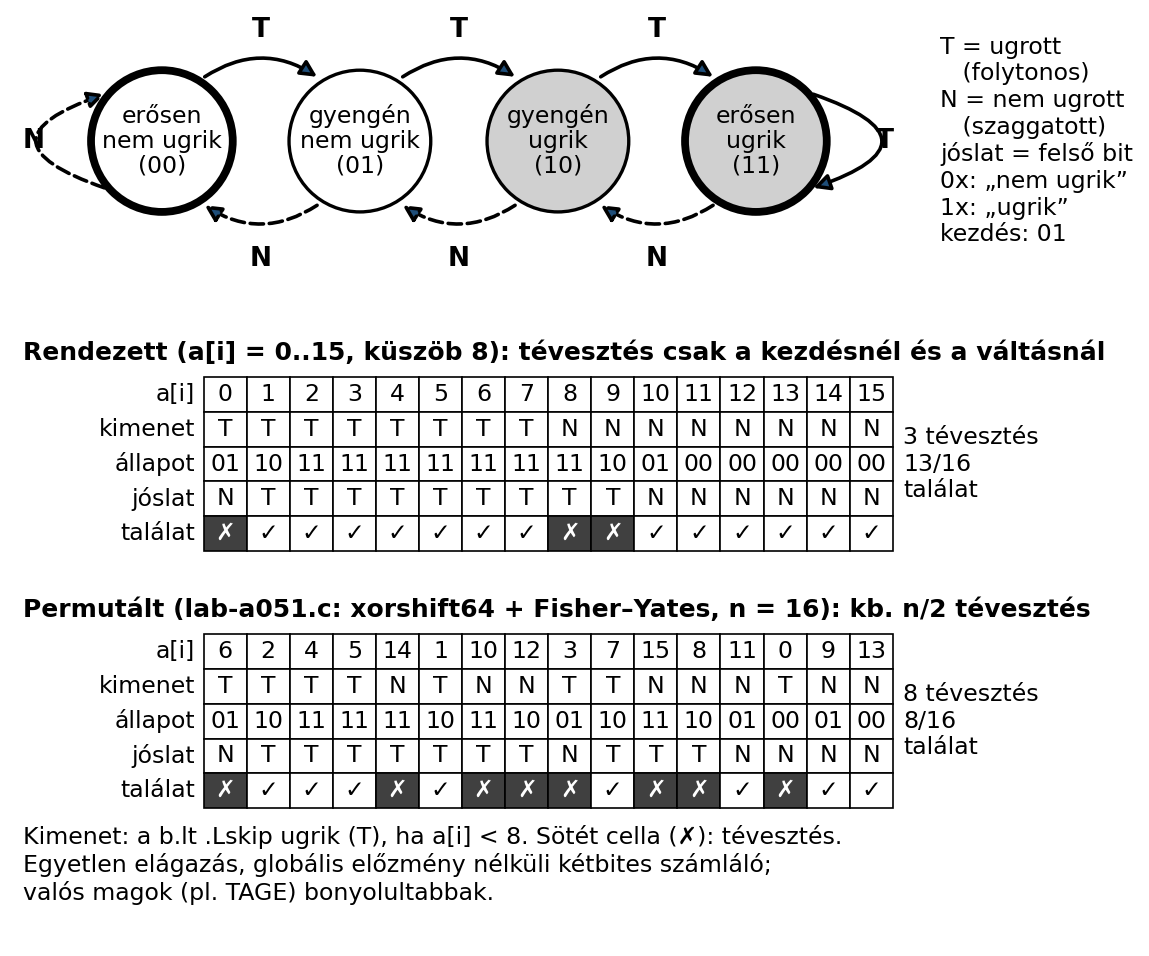 T T T
erősen
nem ugrik
(00)
gyengén
nem ugrik
(01)
gyengén
ugrik
(10)
erősen
ugrik
(11)
N
T
N N N
T = ugrott
(folytonos)
N = nem ugrott
(szaggatott)
jóslat = felső bit
0x: „nem ugrik”
1x: „ugrik”
kezdés: 01
Rendezett (a[i] = 0..15, küszöb 8): tévesztés csak a kezdésnél és a váltásnál
a[i] 0 1 2 3 4 5 6 7 8 9 10 11 12 13 14 15
kimenet T T T T T T T T N N N N N N N N
állapot 01 10 11 11 11 11 11 11 11 10 01 00 00 00 00 00
jóslat N T T T T T T T T T N N N N N N
találat ✗ ✓ ✓ ✓ ✓ ✓ ✓ ✓ ✗ ✗ ✓ ✓ ✓ ✓ ✓ ✓
3 tévesztés
13/16
találat
Permutált (lab-a051.c: xorshift64 + Fisher–Yates, n = 16): kb. n/2 tévesztés
a[i] 6 2 4 5 14 1 10 12 3 7 15 8 11 0 9 13
kimenet T T T T N T N N T T N N N T N N
állapot 01 10 11 11 11 10 11 10 01 10 11 10 01 00 01 00
jóslat N T T T T T T T N T T T N N N N
találat ✗ ✓ ✓ ✓ ✗ ✓ ✗ ✗ ✗ ✓ ✗ ✗ ✓ ✗ ✓ ✓
8 tévesztés
8/16
találat
Kimenet: a b.lt .Lskip ugrik (T), ha a[i] < 8. Sötét cella (✗): tévesztés.
Egyetlen elágazás, globális előzmény nélküli kétbites számláló;
valós magok (pl. TAGE) bonyolultabbak.